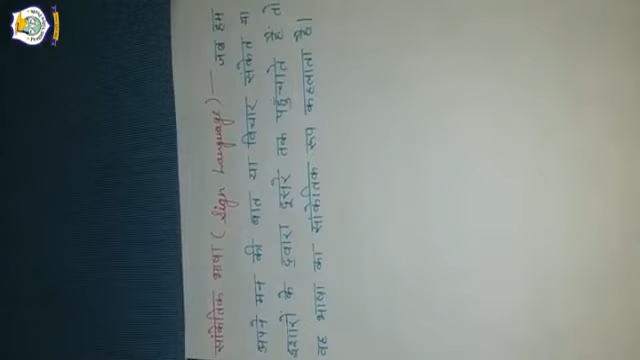 सांकेतिक भाषा ( Sign Language ) — जब हम
अपने मन की बात या विचार संकेत या
इशारों के द्वारा दूसरे तक पहुँचाते हैं तो
वह भाषा का सांकेतिक रूप कहलाता है।